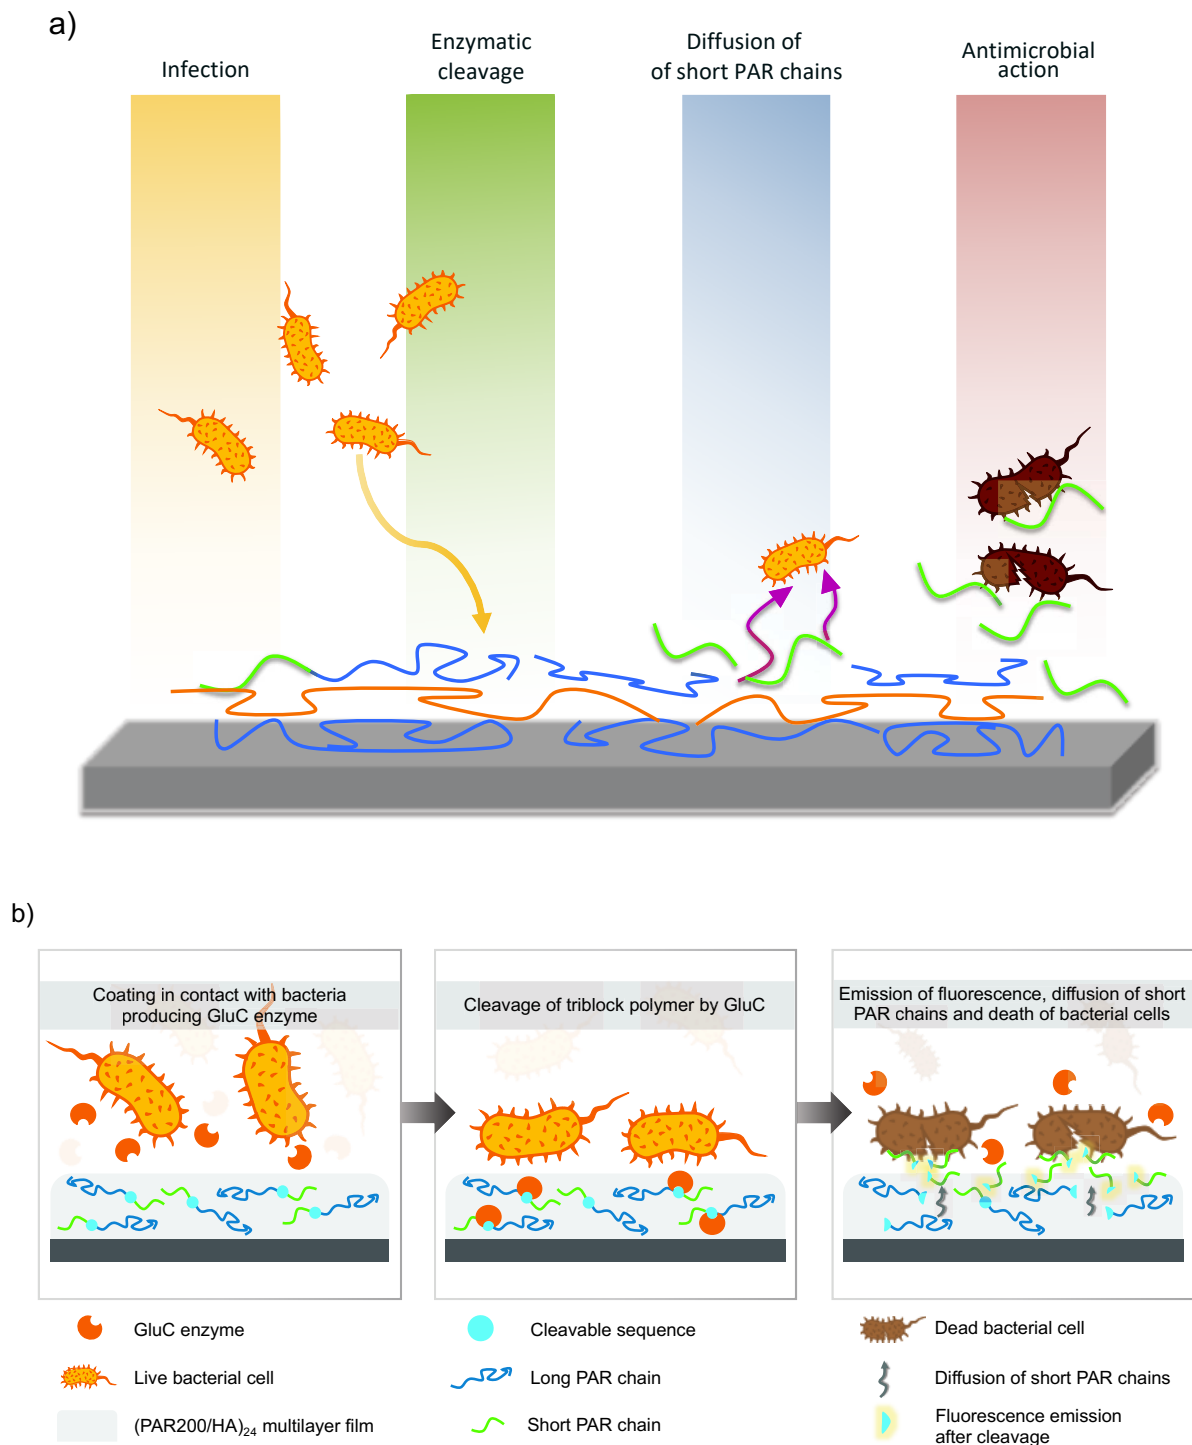 a)
Infection
Enzymatic
cleavage
Diffusion of
of short PAR chains
Antimicrobial
action
b)
Coating in contact with bacteria
producing GluC enzyme
Cleavage of triblock polymer by GluC
Emission of fluorescence, diffusion of short
PAR chains and death of bacterial cells
GluC enzyme
Cleavable sequence
Dead bacterial cell
Live bacterial cell
Long PAR chain
Diffusion of short PAR chains
(PAR200/HA)₂₄ multilayer film
Short PAR chain
Fluorescence emission
after cleavage